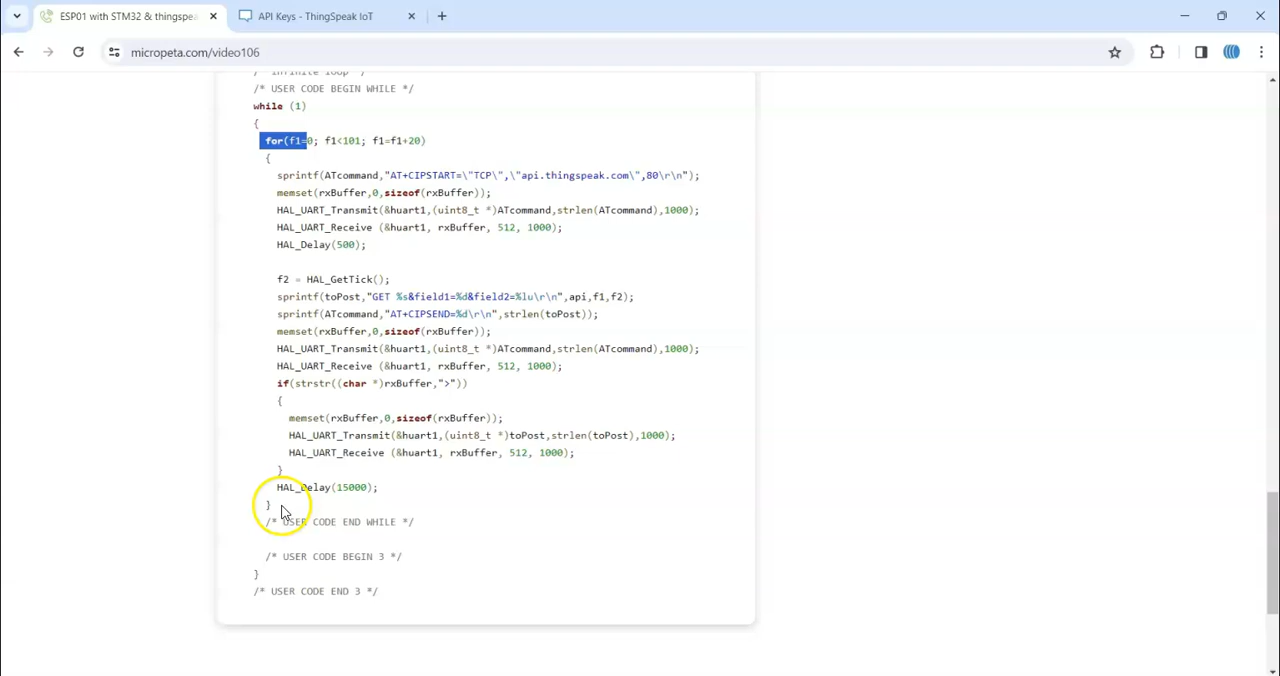 ESP01 with STM32 & thingspea
API Keys - ThingSpeak IoT
micropeta.com/video106
/* infinite loop */
/* USER CODE BEGIN WHILE */
while (1)
{
for(f1=0; f1<101; f1=f1+20)
{
sprintf(ATcommand,"AT+CIPSTART=\"TCP\",\"api.thingspeak.com\",80\r\n");
memset(rxBuffer,0,sizeof(rxBuffer));
HAL_UART_Transmit(&huart1,(uint8_t *)ATcommand,strlen(ATcommand),1000);
HAL_UART_Receive (&huart1, rxBuffer, 512, 1000);
HAL_Delay(500);
f2 = HAL_GetTick();
sprintf(toPost,"GET %s&field1=%d&field2=%lu\r\n",api,f1,f2);
sprintf(ATcommand,"AT+CIPSEND=%d\r\n",strlen(toPost));
memset(rxBuffer,0,sizeof(rxBuffer));
HAL_UART_Transmit(&huart1,(uint8_t *)ATcommand,strlen(ATcommand),1000);
HAL_UART_Receive (&huart1, rxBuffer, 512, 1000);
if(strstr((char *)rxBuffer,">"))
{
memset(rxBuffer,0,sizeof(rxBuffer));
HAL_UART_Transmit(&huart1,(uint8_t *)toPost,strlen(toPost),1000);
HAL_UART_Receive (&huart1, rxBuffer, 512, 1000);
}
HAL_Delay(15000);
}
/* USER CODE END WHILE */
/* USER CODE BEGIN 3 */
}
/* USER CODE END 3 */